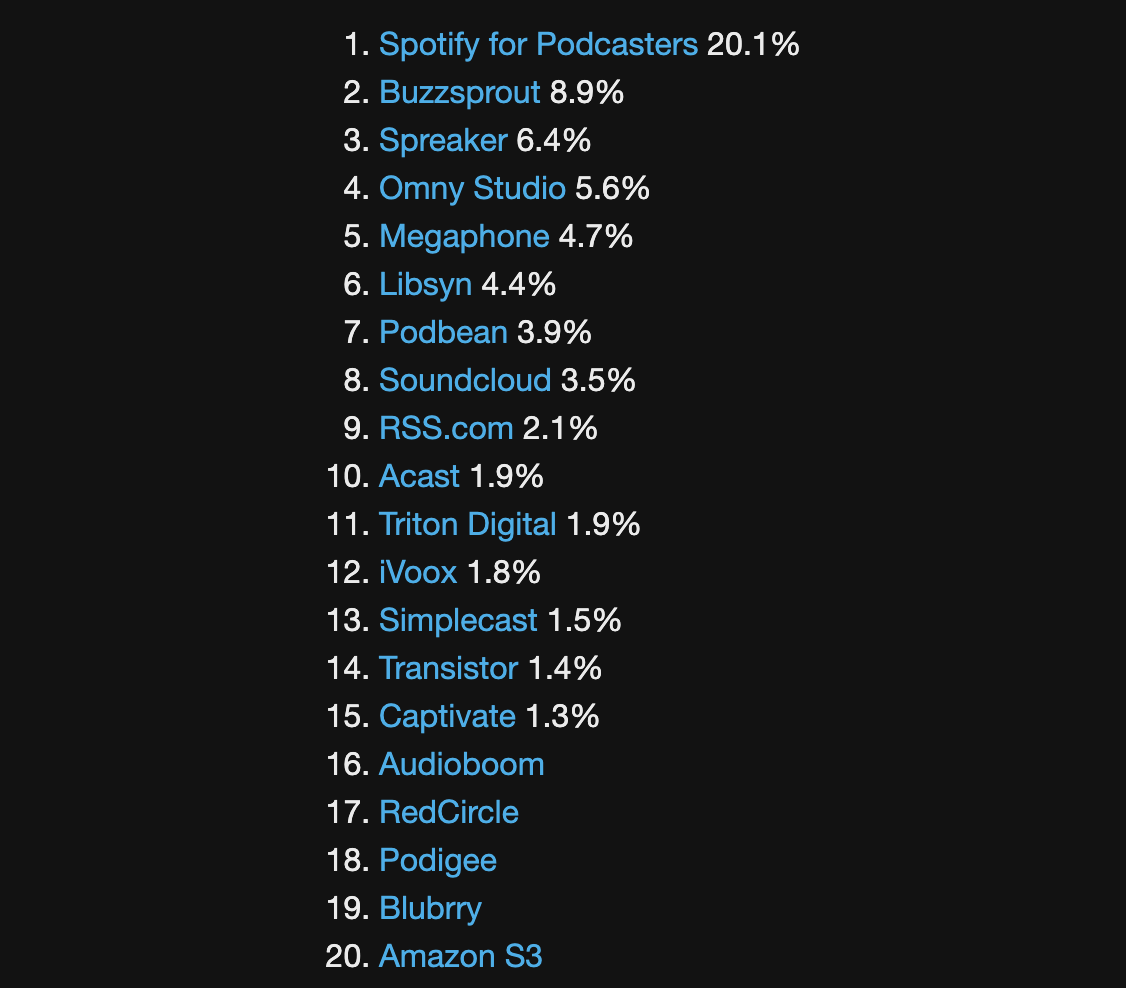 1. Spotify for Podcasters 20.1%
2. Buzzsprout 8.9%
3. Spreaker 6.4%
4. Omny Studio 5.6%
5. Megaphone 4.7%
6. Libsyn 4.4%
7. Podbean 3.9%
8. Soundcloud 3.5%
9. RSS.com 2.1%
10. Acast 1.9%
11. Triton Digital 1.9%
12. iVoox 1.8%
13. Simplecast 1.5%
14. Transistor 1.4%
15. Captivate 1.3%
16. Audioboom
17. RedCircle
18. Podigee
19. Blubrry
20. Amazon S3